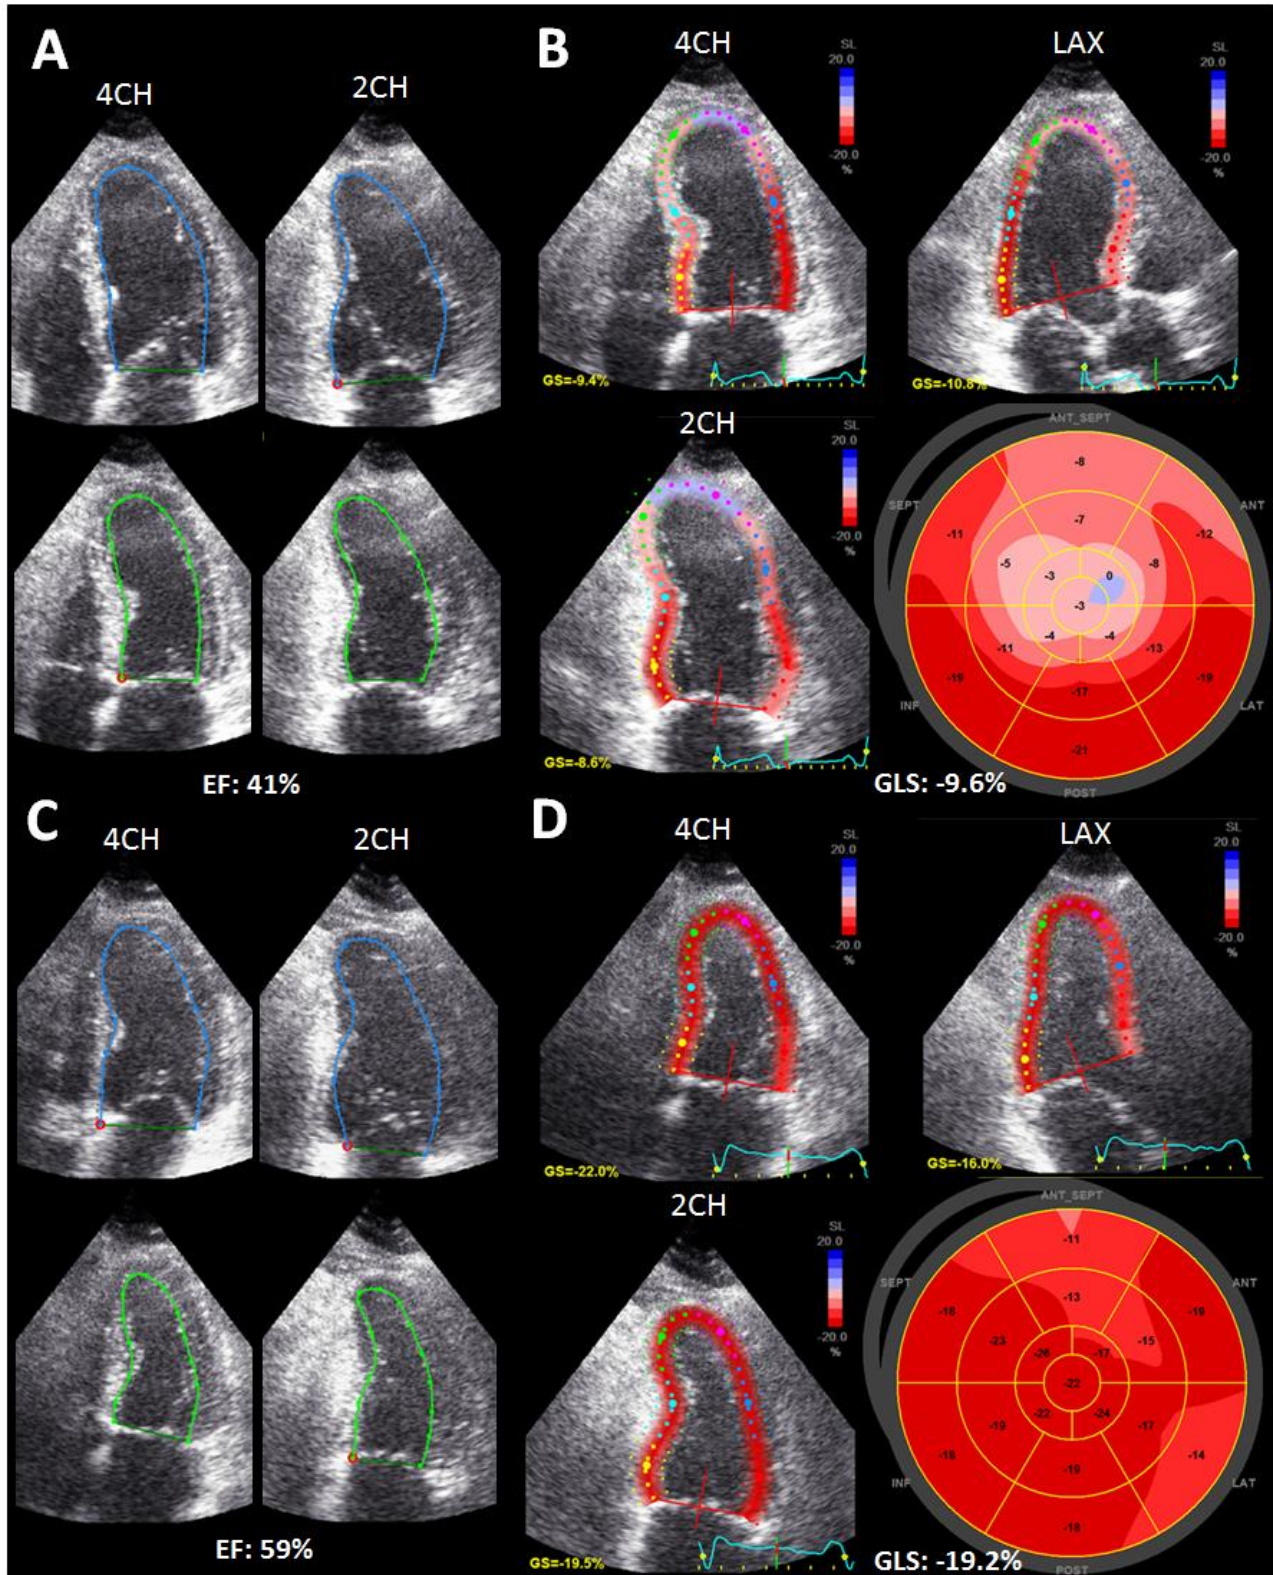 A
B
4CH
2CH
4CH
LAX
SL
20.0
-20.0
%
SL
20.0
-20.0
%
GS=-9.4%
GS=-10.8%
2CH
SL
20.0
-20.0
%
GS=-8.6%
ANT_SEPT
SEPT
ANT
INF
LAT
POST
-8
-11
-12
-7
-5
-8
-3
0
-3
-4
-4
-11
-13
-19
-17
-19
-21
EF: 41%
GLS: -9.6%
C
D
4CH
2CH
4CH
LAX
SL
20.0
-20.0
%
SL
20.0
-20.0
%
GS=-22.0%
GS=-16.0%
2CH
SL
20.0
-20.0
%
GS=-19.5%
ANT_SEPT
SEPT
ANT
INF
LAT
POST
-11
-19
-13
-23
-15
-17
-22
-22
-24
-19
-17
-14
-19
-18
EF: 59%
GLS: -19.2%